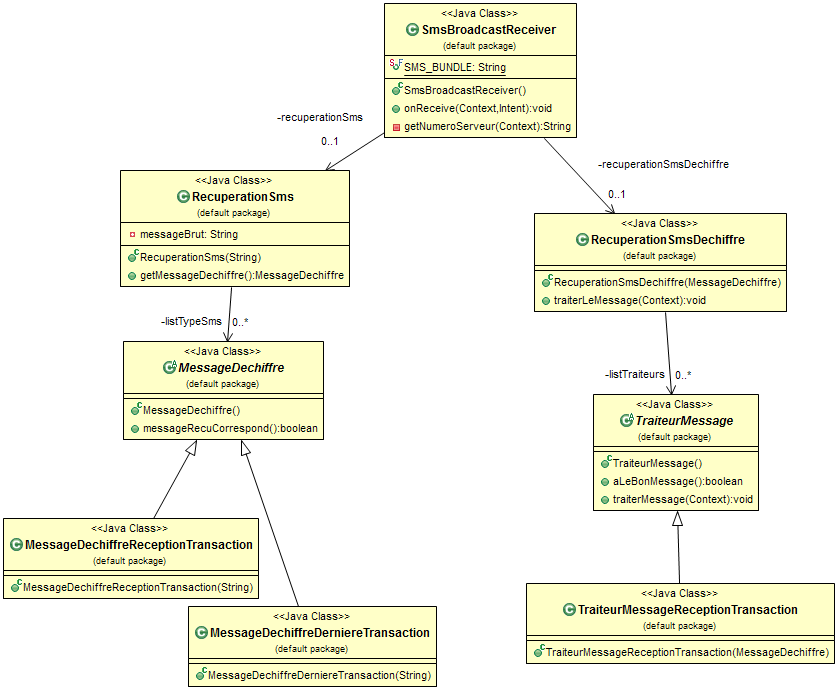 <<Java Class>>
SmsBroadcastReceiver
(default package)
SMS_BUNDLE: String
SmsBroadcastReceiver()
onReceive(Context,Intent):void
getNumeroServeur(Context):String
-recuperationSms
0..1
-recuperationSmsDechiffre
0..1
<<Java Class>>
RecuperationSms
(default package)
messageBrut: String
RecuperationSms(String)
getMessageDechiffre():MessageDechiffre
<<Java Class>>
RecuperationSmsDechiffre
(default package)
RecuperationSmsDechiffre(MessageDechiffre)
traiterLeMessage(Context):void
-listTypeSms 0..*
<<Java Class>>
MessageDechiffre
(default package)
MessageDechiffre()
messageRecuCorrespond():boolean
-listTraiteurs 0..*
<<Java Class>>
TraiteurMessage
(default package)
TraiteurMessage()
aLeBonMessage():boolean
traiterMessage(Context):void
<<Java Class>>
MessageDechiffreReceptionTransaction
(default package)
MessageDechiffreReceptionTransaction(String)
<<Java Class>>
MessageDechiffreDerniereTransaction
(default package)
MessageDechiffreDerniereTransaction(String)
<<Java Class>>
TraiteurMessageReceptionTransaction
(default package)
TraiteurMessageReceptionTransaction(MessageDechiffre)